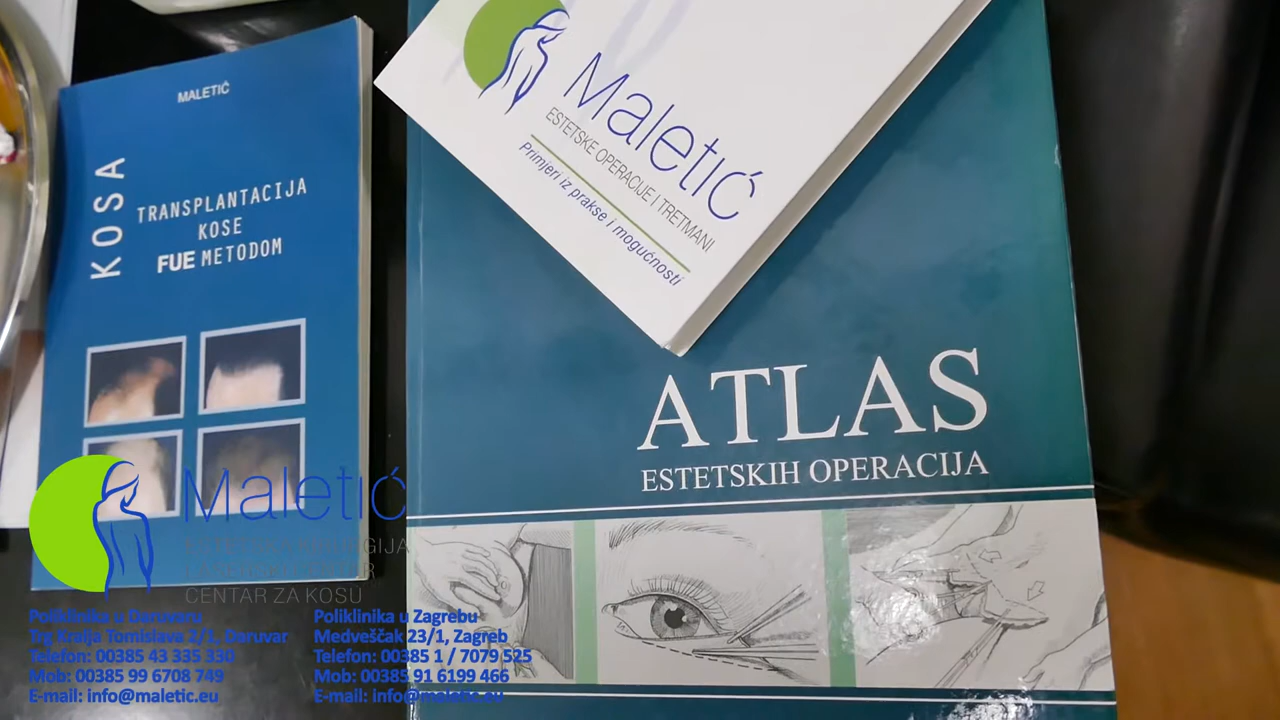 MALETIĆ
KOSA
TRANSPLANTACIJA
KOSE
FUE METODOM
Maletić
ESTETSKE OPERACIJE I TRETMANI
Primjeri iz prakse i mogućnosti
ATLAS
ESTETSKIH OPERACIJA
Maletić
CENTAR ZA KOSU
Poliklinika u Daruvaru
Trg Kralja Tomislava 2/1, Daruvar
Telefon: 00385 43 335 330
Mob: 00385 99 6708 749
E-mail: info@maletic.eu
Poliklinika u Zagrebu
Medveščak 23/1, Zagreb
Telefon: 00385 1 / 7079 525
Mob: 00385 91 6199 466
E-mail: info@maletic.eu